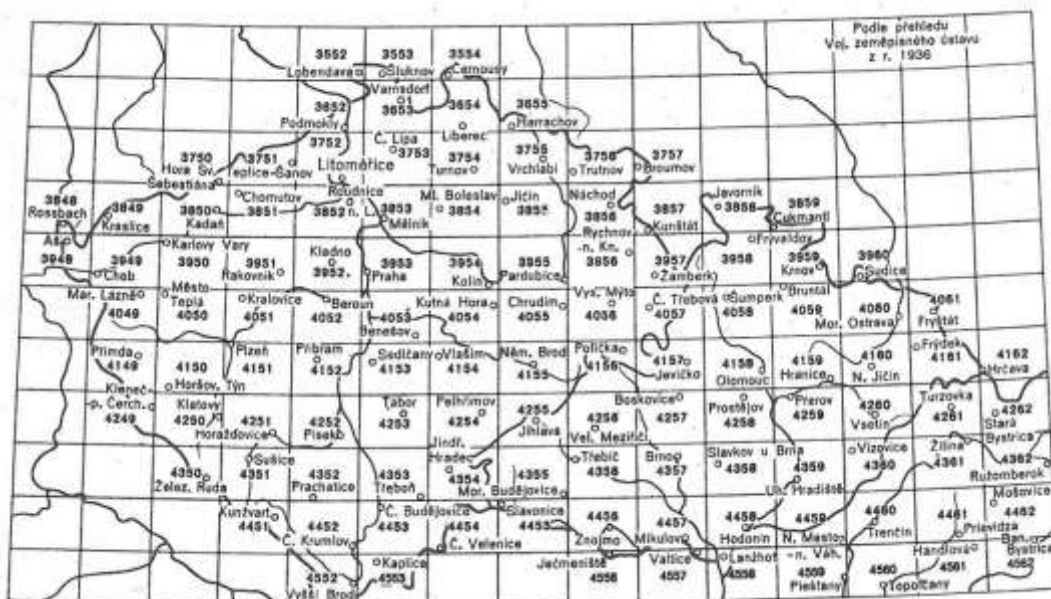 Podle přehledu
Voj. zeměpisného ústavu
z r. 1936
3552 3553 3554
Lobendava Šluknov Černousy
Varnsdorf
3652 3653 3654 3655
Podmokly Liberec Harrachov
3752 Č. Lípa
3750 3751 Litoměřice 3753 3754 3755 3756 3757
Hora Sv. Šebestiána Teplice-Šanov Turnov Vrchlabí Trutnov Broumov
Chomutov Roudnice n. L. Ml. Boleslav Jičín Náchod Javorník
3848 3849 3850 3851 3852 3853 3854 3855 3856 3857 3858 3859
Rossbach Kraslice Kadaň Mělník Rychnov n. Kn. Kunštát Cukmantl
Aš Karlovy Vary Kladno Frývaldov
3948 3949 3950 3951 3952 3953 3954 3955 3956 3957 3958 3959 3960
Cheb Rakovník Praha Kolín Pardubice Žamberk Krnov Sudice
Mar. Lázně Město Teplá Kralovice Beroun Kutná Hora Chrudim Vys. Mýto Č. Třebová Šumperk Bruntál
4049 4050 4051 4052 4053 4054 4055 4056 4057 4058 4059 4060 4061
Benešov Mor. Ostrava Fryštát
Přimda Plzeň Příbram Sedlčany Vlašim Něm. Brod Polička Frýdek
4149 4150 4151 4152 4153 4154 4155 4156 4157 4158 4159 4160 4161 4162
Klenec p. Čerch. Horšov. Týn Jevíčko Olomouc Hranice N. Jičín Hrčava
Klatovy Tábor Pelhřimov Boskovice Prostějov Přerov Turzovka
4249 4250 4251 4252 4253 4254 4255 4256 4257 4258 4259 4260 4261 4262
Horažďovice Písek Jihlava Vel. Meziříčí Vsetín Stará Bystrica
Sušice Jindř. Hradec Třebíč Brno Slavkov u Brna Vizovice Žilina
4350 4351 4352 4353 4354 4355 4356 4357 4358 4359 4360 4361 4362
Želez. Ruda Prachatice Třeboň Mor. Budějovice Uh. Hradiště Ružomberok
Kunžvart Č. Budějovice Slavonice Mošovice
4451 4452 4453 4454 4455 4456 4457 4458 4459 4460 4461 4462
Č. Krumlov Č. Velenice Znojmo Mikulov Hodonín N. Mesto n. Váh. Trenčín Prievidza
Kaplice Ječmeniště Valtice Lanžhot Handlová Ban. Bystrica
4552 4553 4556 4557 4558 4559 4560 4561 4562
Vyšší Brod Piešťany Topoľčany